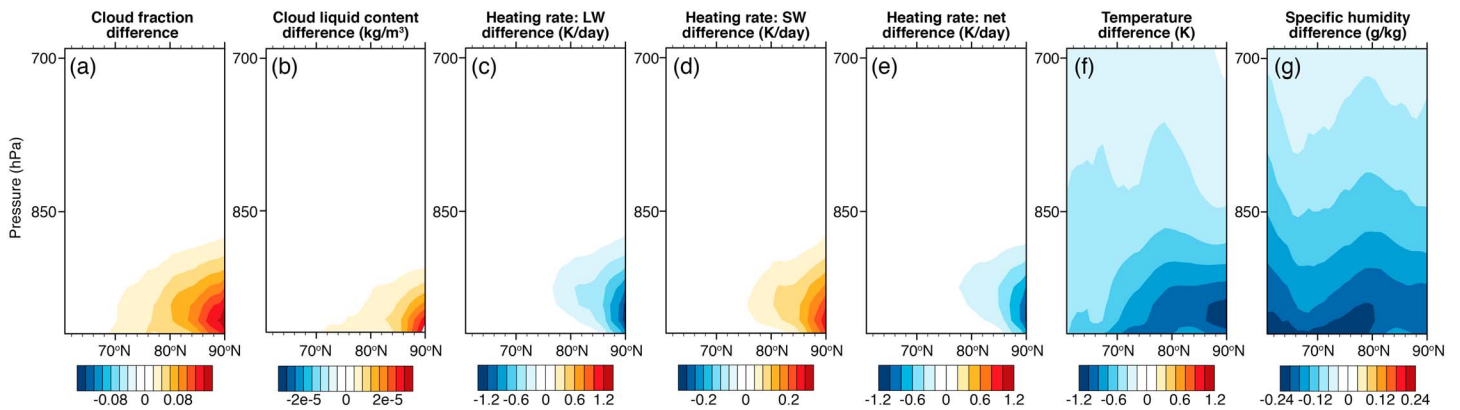 Cloud fraction
difference
Cloud liquid content
difference (kg/m³)
Heating rate: LW
difference (K/day)
Heating rate: SW
difference (K/day)
Heating rate: net
difference (K/day)
Temperature
difference (K)
Specific humidity
difference (g/kg)
Pressure (hPa)
700 (a) 700 (b) 700 (c) 700 (d) 700 (e) 700 (f) 700 (g)
850 850 850 850 850 850 850
70°N 80°N 90°N 70°N 80°N 90°N 70°N 80°N 90°N 70°N 80°N 90°N 70°N 80°N 90°N 70°N 80°N 90°N 70°N 80°N 90°N
-0.08 0 0.08 -2e-5 0 2e-5 -1.2 -0.6 0 0.6 1.2 -0.2 0 0.2 -1.2 -0.6 0 0.6 1.2 -1.2 -0.6 0 0.6 1.2 -0.24 -0.12 0 0.12 0.24